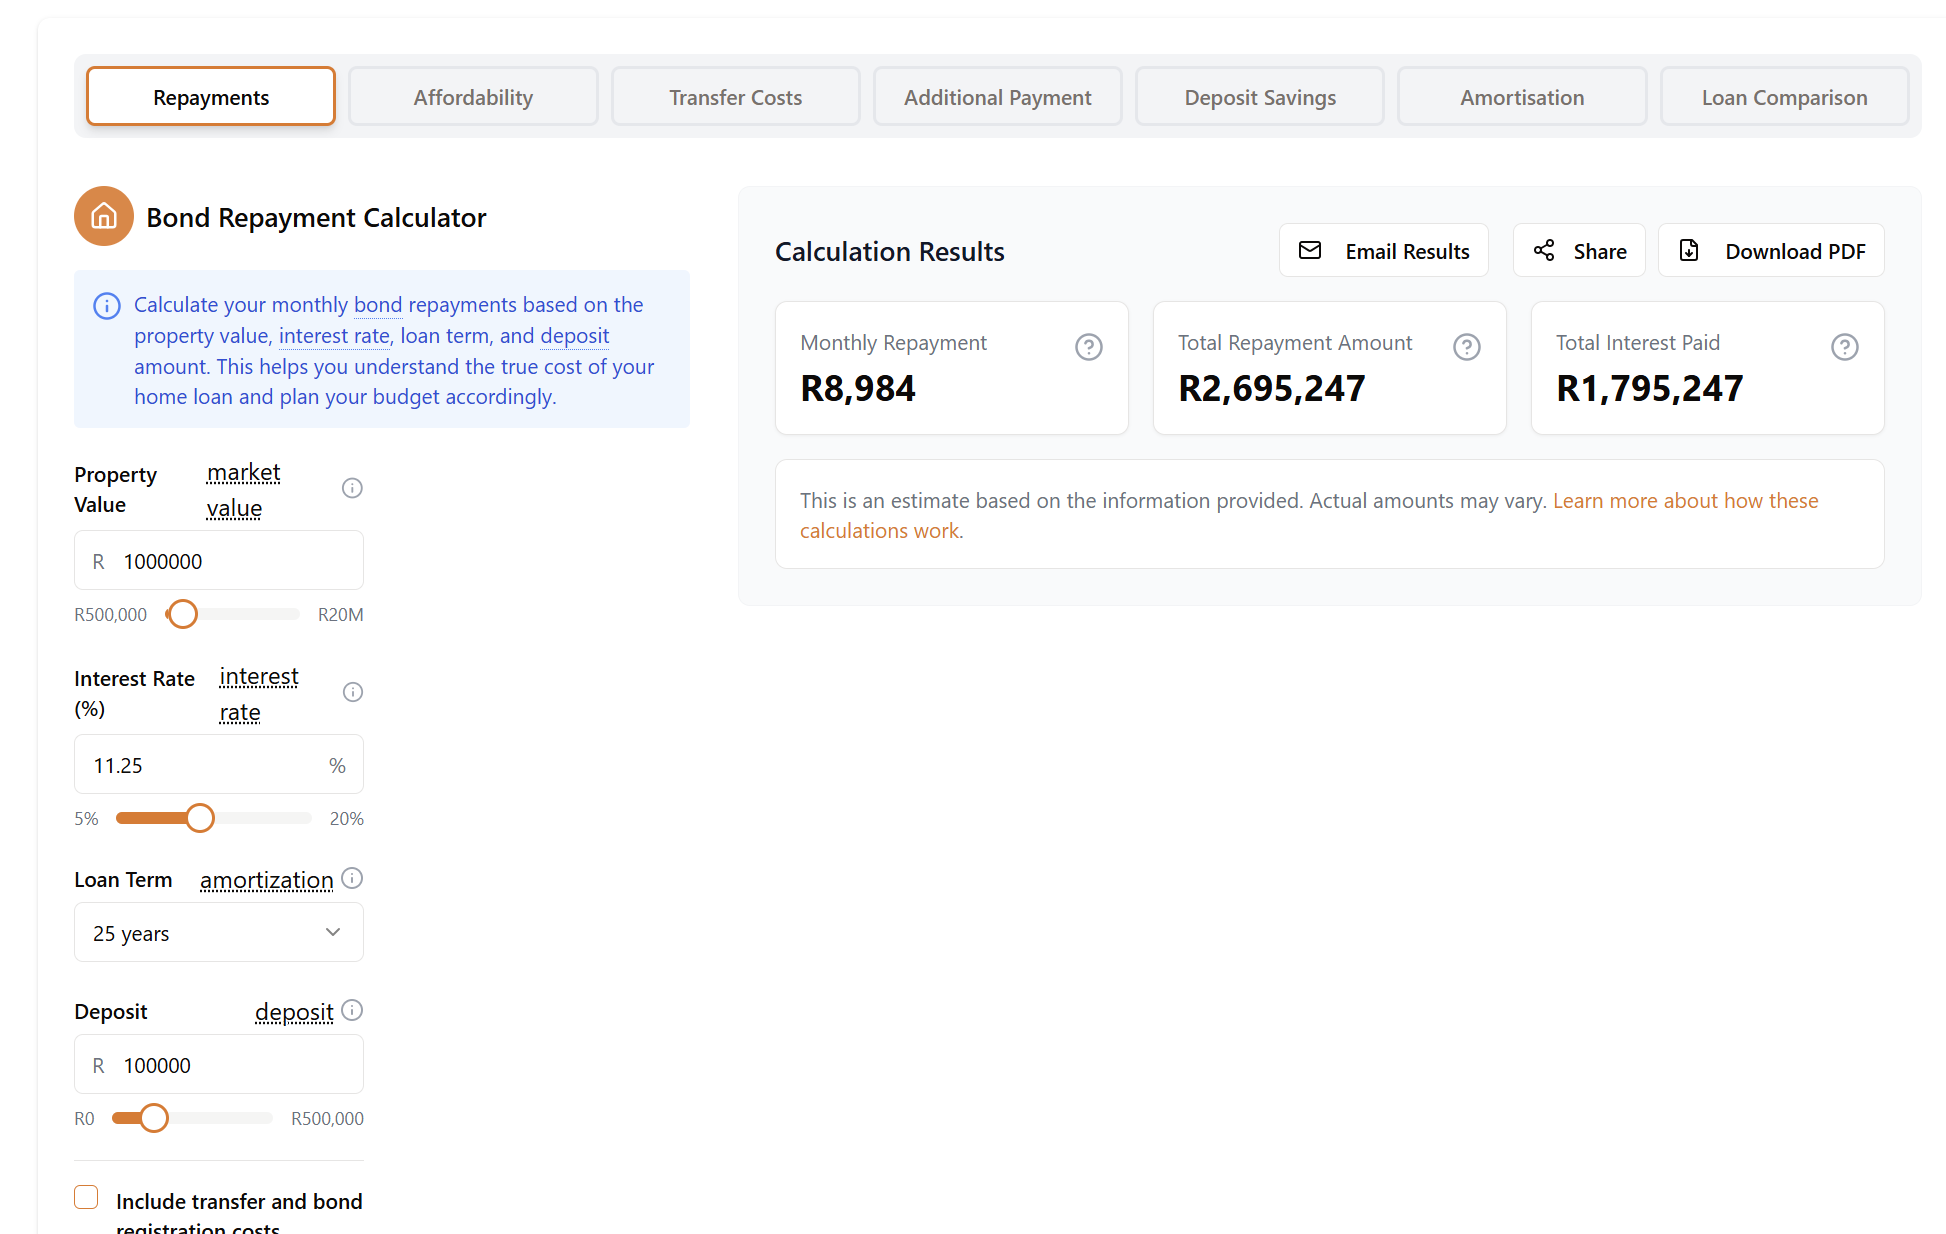 Repayments
Affordability
Transfer Costs
Additional Payment
Deposit Savings
Amortisation
Loan Comparison
Bond Repayment Calculator
Calculate your monthly bond repayments based on the
property value, interest rate, loan term, and deposit
amount. This helps you understand the true cost of your
home loan and plan your budget accordingly.
Property
Value
market
value
R 1000000
R500,000
R20M
Interest Rate
(%)
interest
rate
11.25 %
5%
20%
Loan Term
amortization
25 years
Deposit
deposit
R 100000
R0
R500,000
Include transfer and bond
registration costs
Calculation Results
Email Results
Share
Download PDF
Monthly Repayment
R8,984
Total Repayment Amount
R2,695,247
Total Interest Paid
R1,795,247
This is an estimate based on the information provided. Actual amounts may vary. Learn more about how these
calculations work.